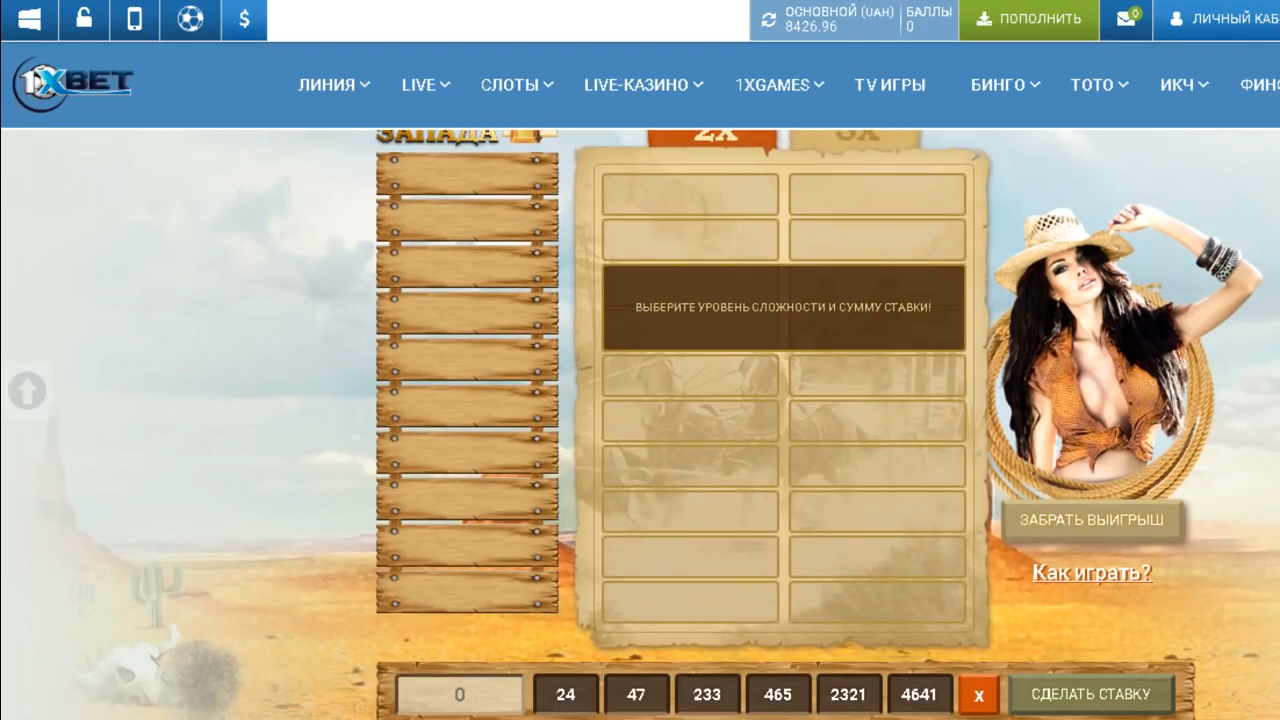 $
ОСНОВНОЙ (UAH)
8426.96
БАЛЛЫ
0
ПОПОЛНИТЬ
0
ЛИЧНЫЙ КАБ
1XBET
ЛИНИЯ
LIVE
СЛОТЫ
LIVE-КАЗИНО
1XGAMES
TV ИГРЫ
БИНГО
ТОТО
ИКЧ
ФИН
ЗАПАДА
2X
3X
ВЫБЕРИТЕ УРОВЕНЬ СЛОЖНОСТИ И СУММУ СТАВКИ!
ЗАБРАТЬ ВЫИГРЫШ
Как играть?
0
24
47
233
465
2321
4641
X
СДЕЛАТЬ СТАВКУ